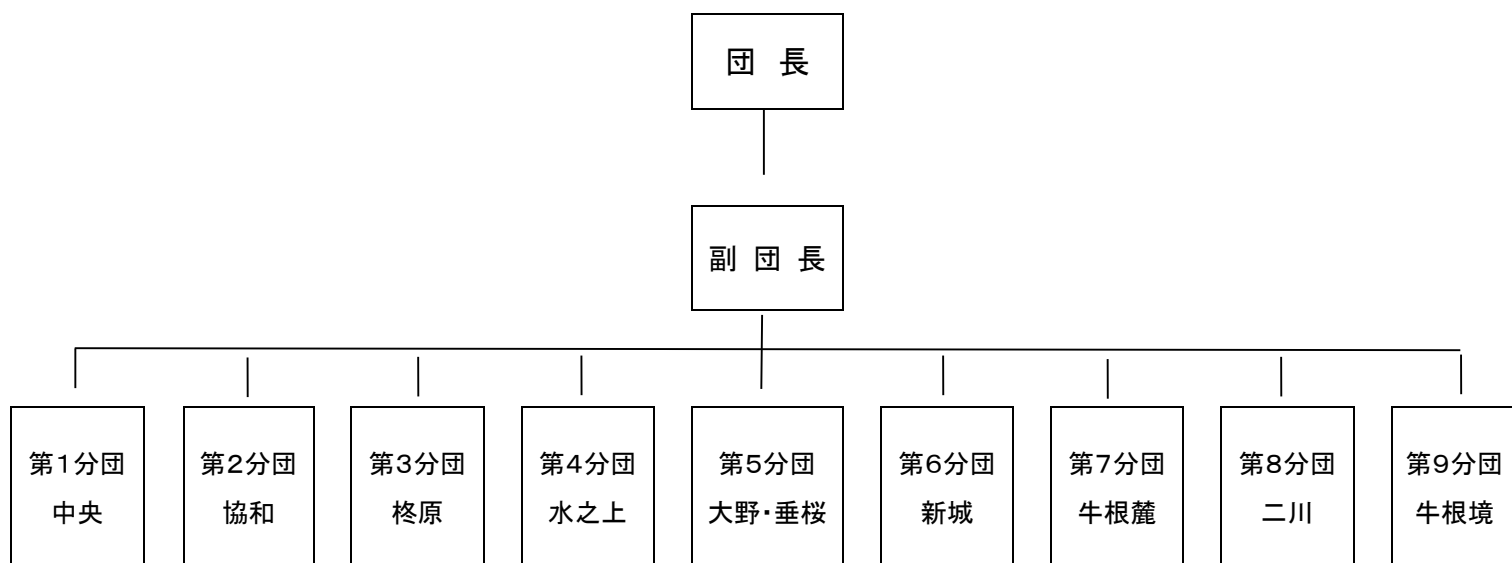 団 長
副 団 長
第1分団
中央
第2分団
協和
第3分団
柊原
第4分団
水之上
第5分団
大野・垂桜
第6分団
新城
第7分団
牛根麓
第8分団
二川
第9分団
牛根境